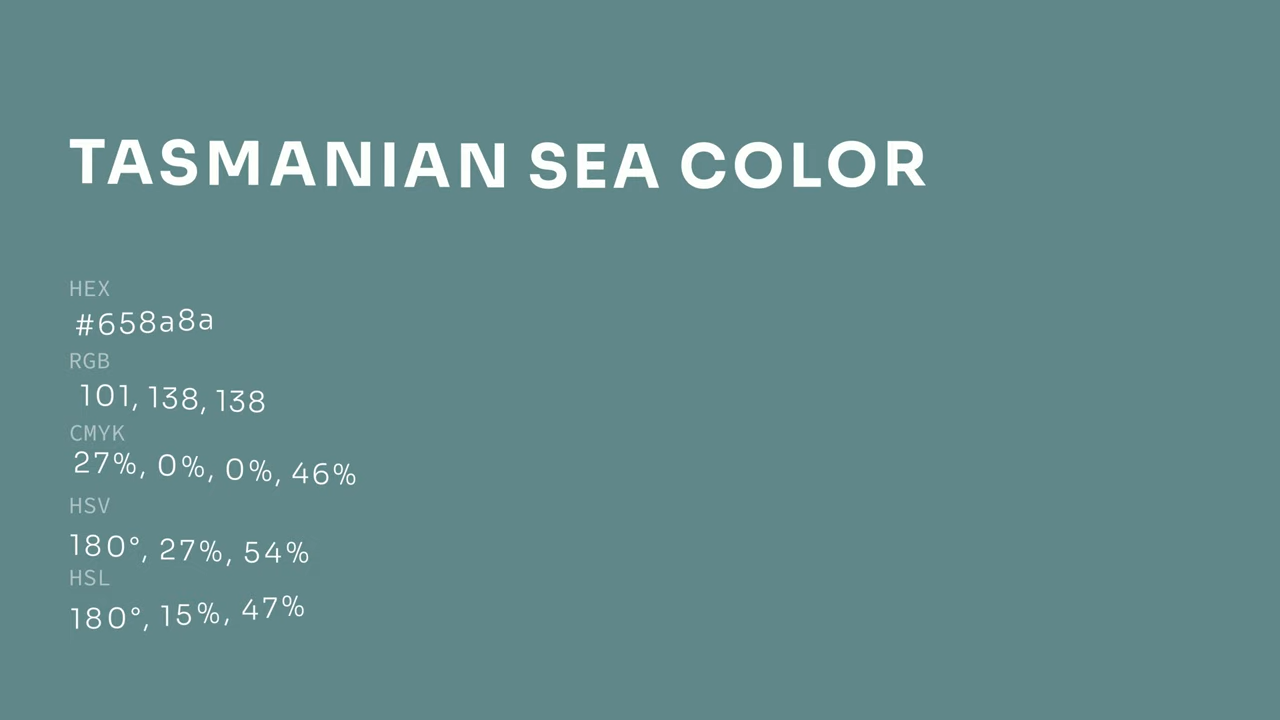 TASMANIAN SEA COLOR
HEX
#658a8a
RGB
101, 138, 138
CMYK
27%, 0%, 0%, 46%
HSV
180°, 27%, 54%
HSL
180°, 15%, 47%